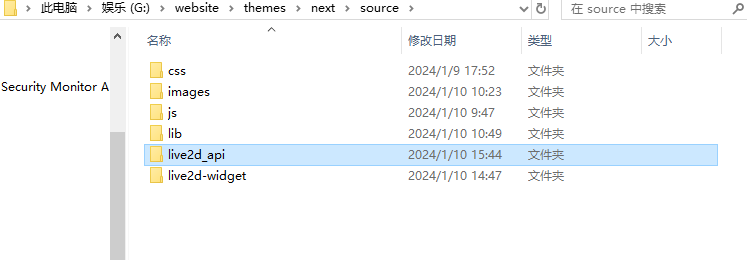 此电脑 > 娱乐 (G:) > website > themes > next > source >
在 source 中搜索
名称 修改日期 类型 大小
css 2024/1/9 17:52 文件夹
Security Monitor A
images 2024/1/10 10:23 文件夹
js 2024/1/10 9:47 文件夹
lib 2024/1/10 10:49 文件夹
live2d_api 2024/1/10 15:44 文件夹
live2d-widget 2024/1/10 14:47 文件夹